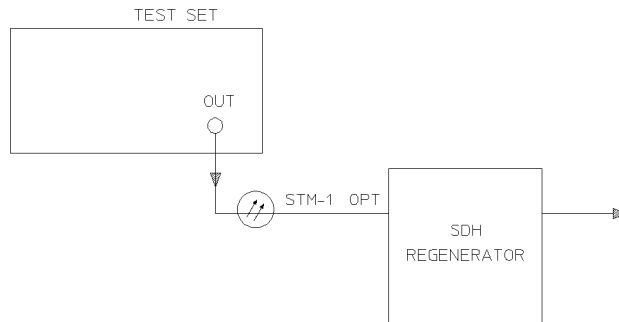 TEST SET
OUT
STM-1 OPT
SDH
REGENERATOR